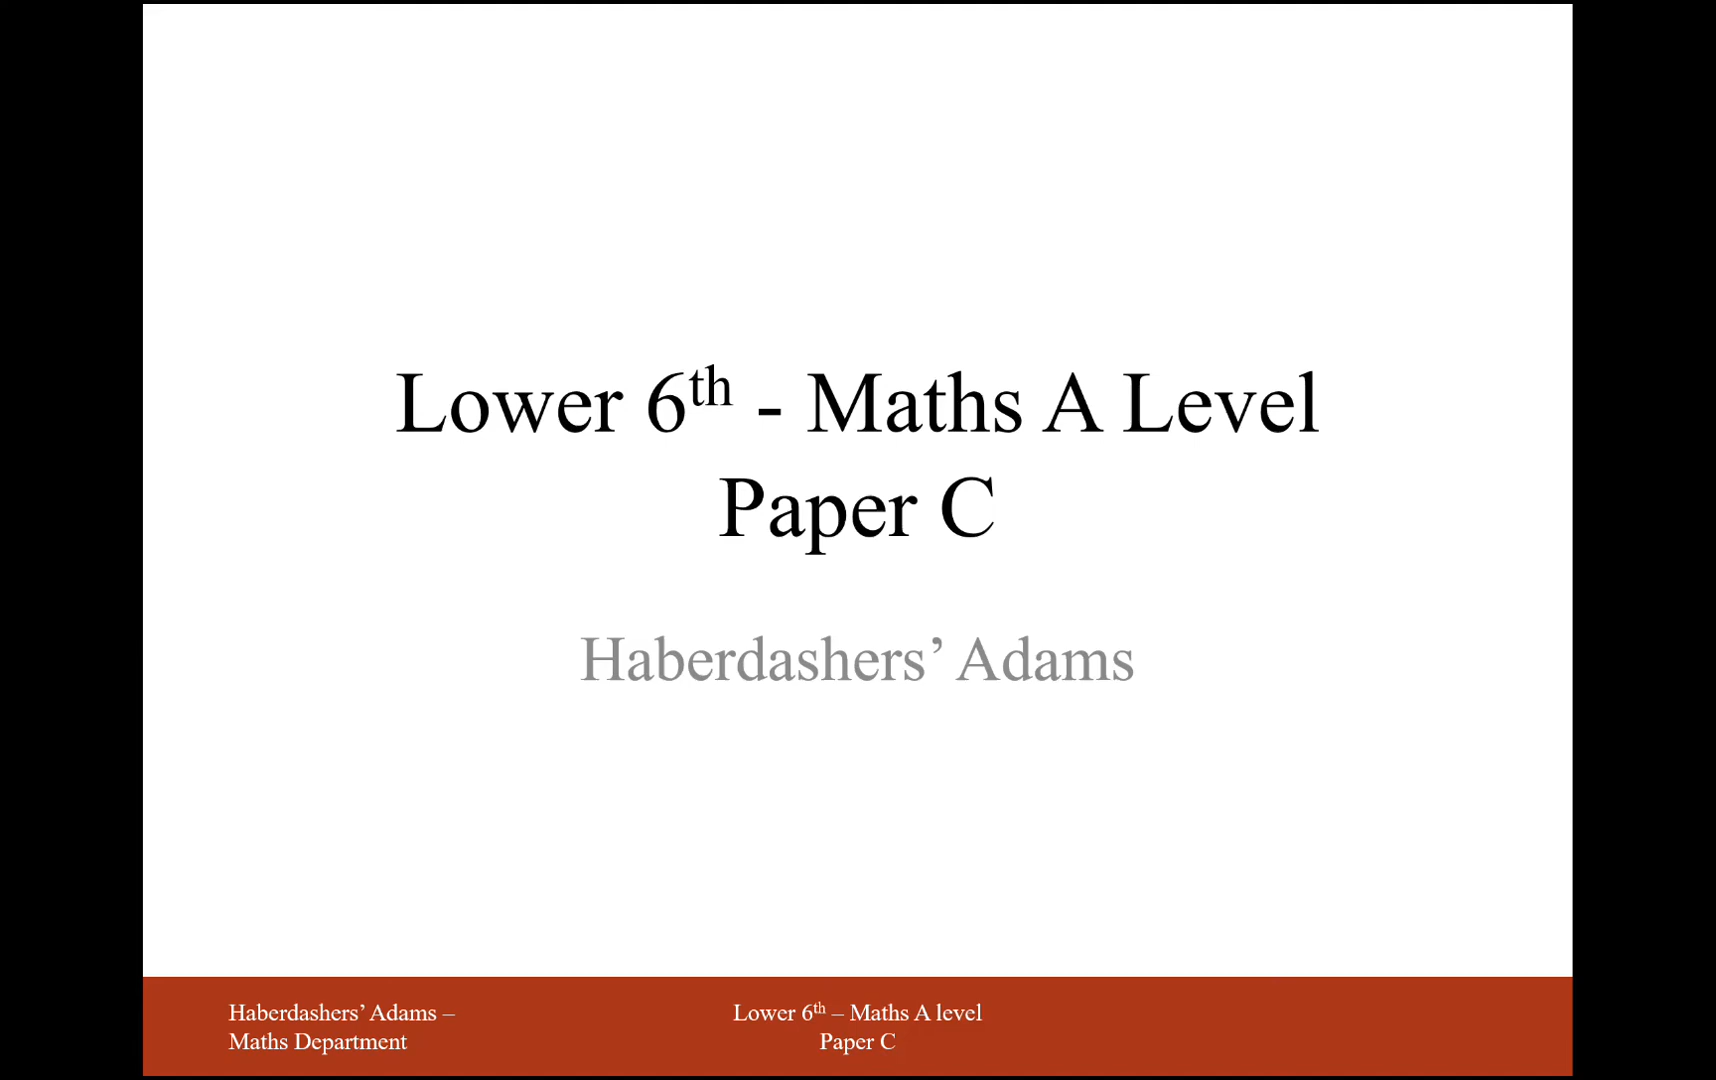 Lower 6th - Maths A Level
Paper C
Haberdashers’ Adams
Haberdashers’ Adams –
Maths Department
Lower 6th – Maths A level
Paper C